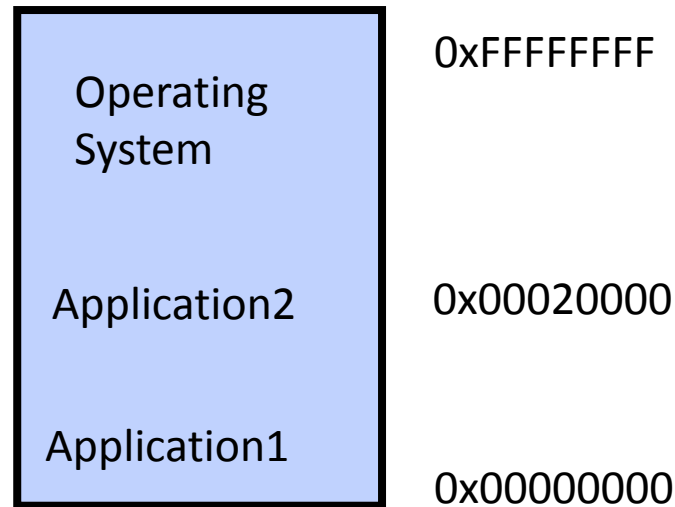 0xFFFFFFFF
Operating
System
Application2
0x00020000
Application1
0x00000000